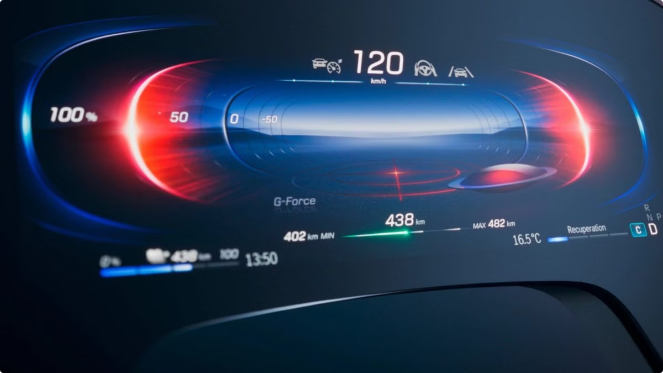 120
km/h
100 %
50
0
-50
G-Force
438 km
402 km MIN
MAX 482 km
16.5°C
Recuperation
C
R
N P
D
0%
438 km
100
13:50